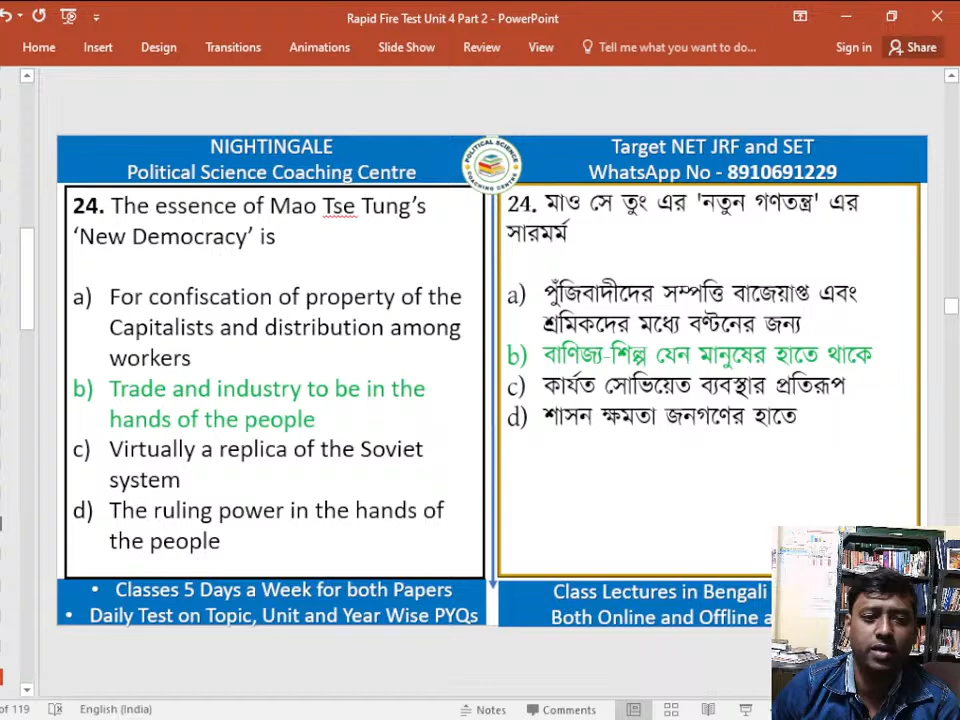 Rapid Fire Test Unit 4 Part 2 - PowerPoint
Home Insert Design Transitions Animations Slide Show Review View Tell me what you want to do... Sign in Share
NIGHTINGALE
Political Science Coaching Centre
POLITICAL SCIENCE COACHING CENTRE
Target NET JRF and SET
WhatsApp No - 8910691229
24. The essence of Mao Tse Tung's
'New Democracy' is
a) For confiscation of property of the
Capitalists and distribution among
workers
b) Trade and industry to be in the
hands of the people
c) Virtually a replica of the Soviet
system
d) The ruling power in the hands of
the people
24. মাও সে তুং এর 'নতুন গণতন্ত্র' এর
সারমর্ম
a) পুঁজিবাদীদের সম্পত্তি বাজেয়াপ্ত এবং
শ্রমিকদের মধ্যে বণ্টনের জন্য
b) বাণিজ্য-শিল্প যেন মানুষের হাতে থাকে
c) কার্যত সোভিয়েত ব্যবস্থার প্রতিরূপ
d) শাসন ক্ষমতা জনগণের হাতে
• Classes 5 Days a Week for both Papers
• Daily Test on Topic, Unit and Year Wise PYQs
Class Lectures in Bengali
Both Online and Offline a
of 119 English (India) Notes Comments